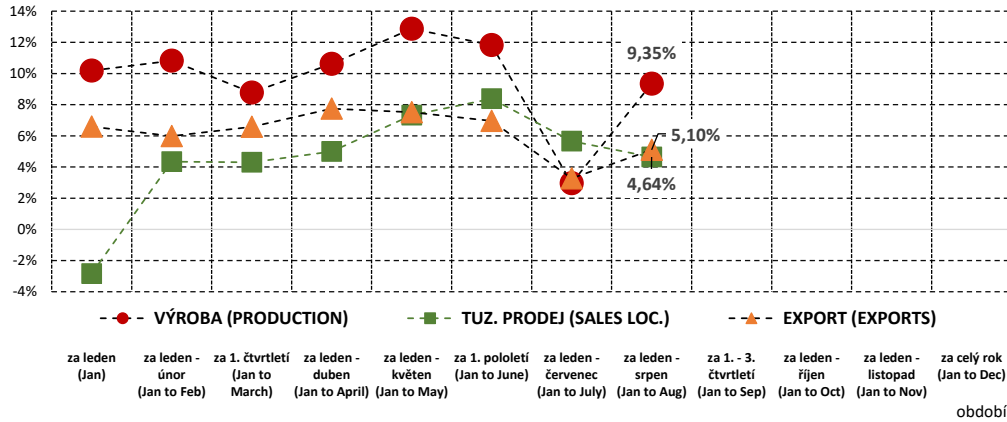 14%
12%
10%
8%
6%
4%
2%
0%
-2%
-4%
9,35%
5,10%
4,64%
VÝROBA (PRODUCTION) TUZ. PRODEJ (SALES LOC.) EXPORT (EXPORTS)
za leden
(Jan)
za leden -
únor
(Jan to Feb)
za 1. čtvrtletí
(Jan to
March)
za leden -
duben
(Jan to April)
za leden -
květen
(Jan to May)
za 1. pololetí
(Jan to June)
za leden -
červenec
(Jan to July)
za leden -
srpen
(Jan to Aug)
za 1. - 3.
čtvrtletí
(Jan to Sep)
za leden -
říjen
(Jan to Oct)
za leden -
listopad
(Jan to Nov)
za celý rok
(Jan to Dec)
období